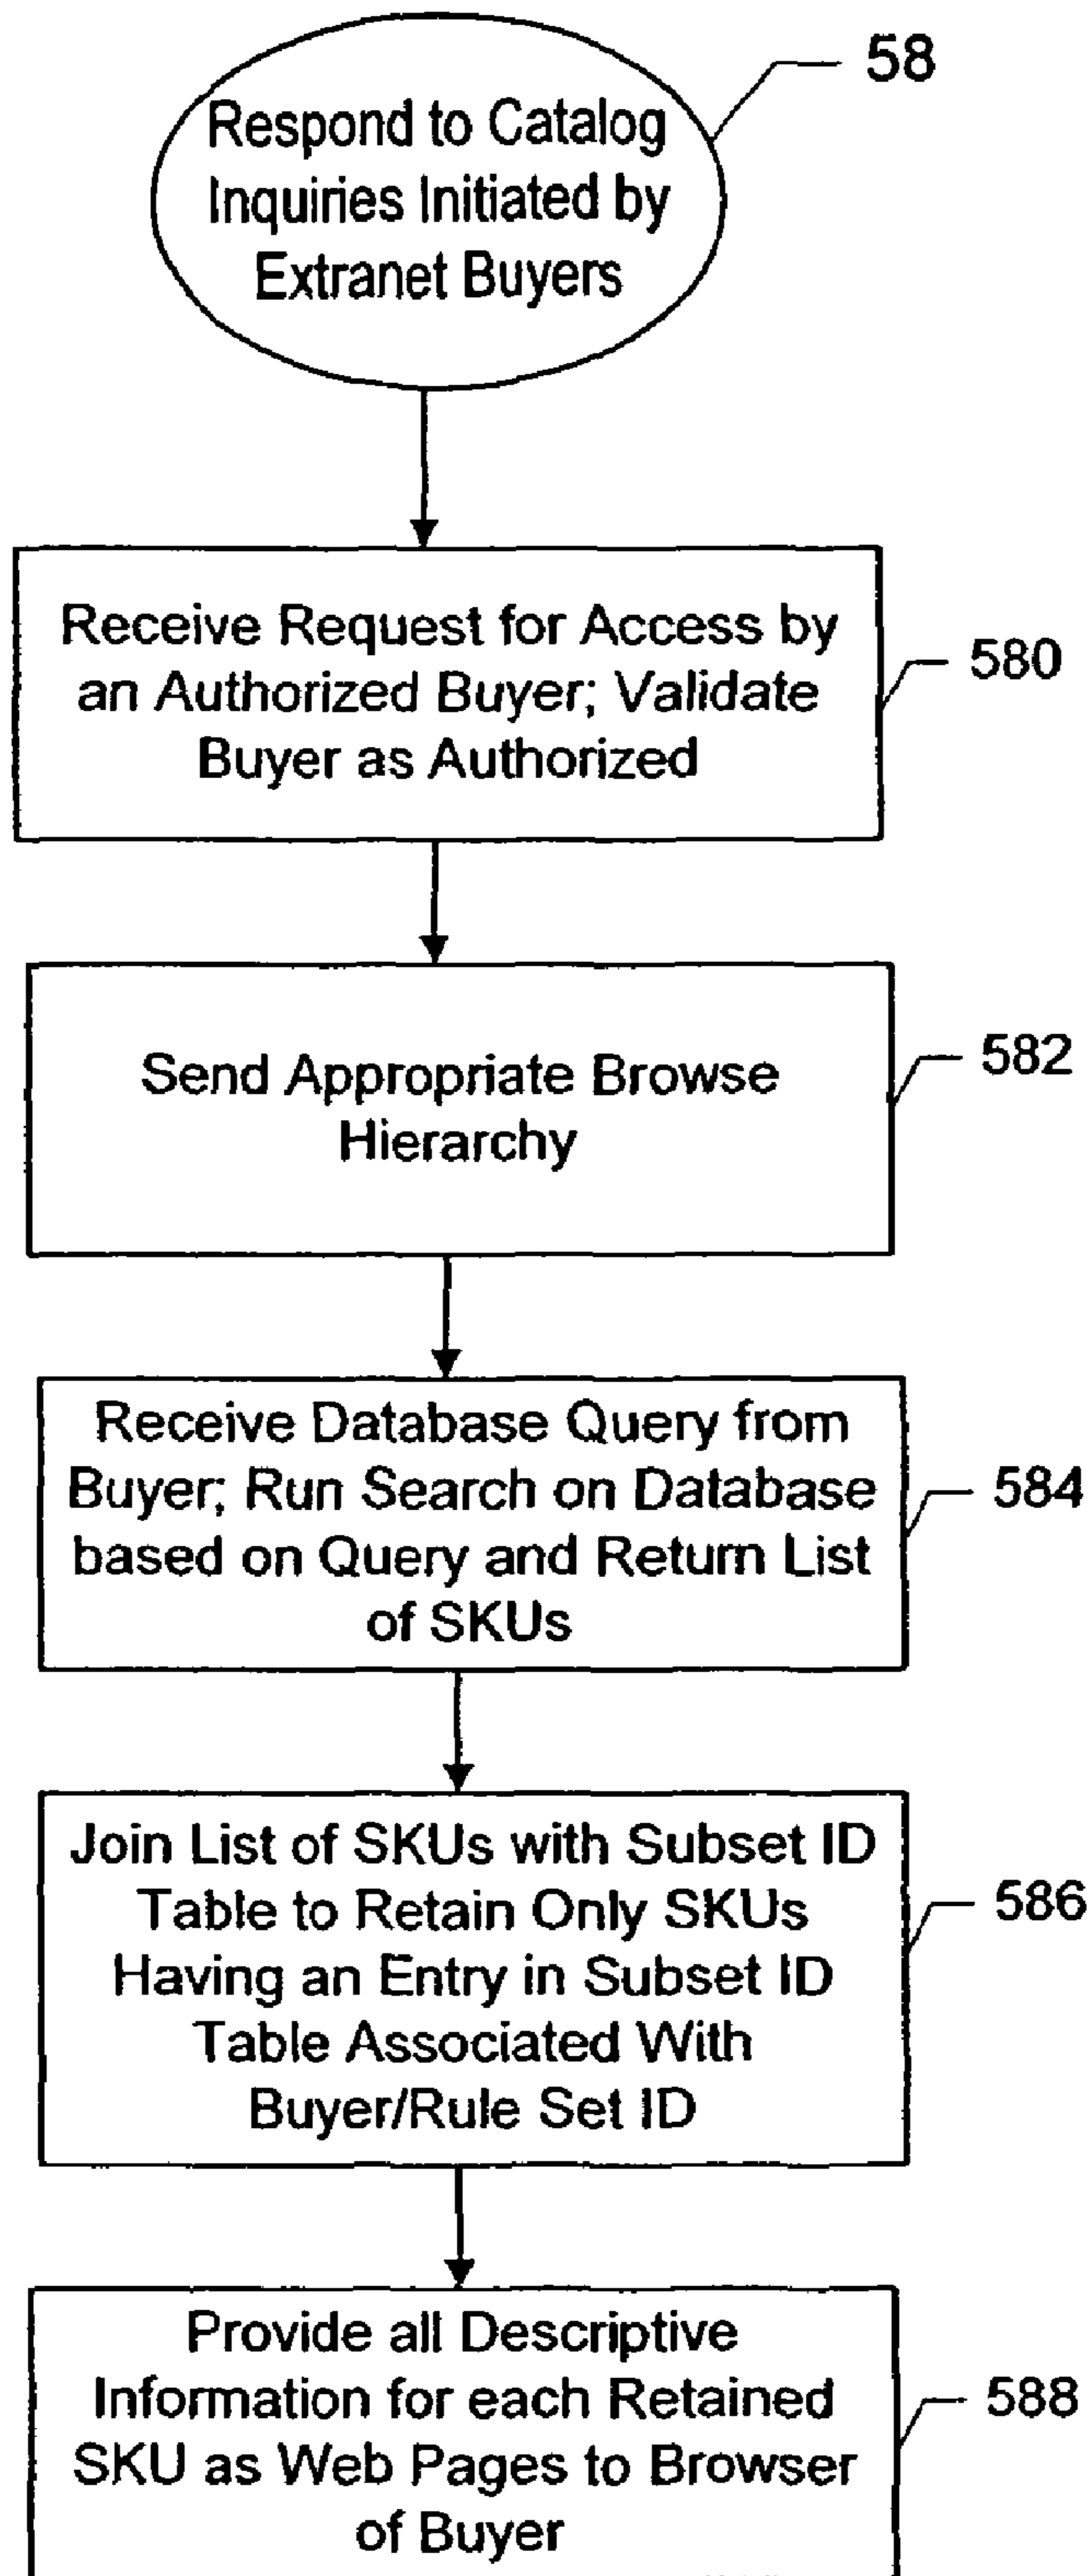 58
Respond to Catalog
Inquiries Initiated by
Extranet Buyers
Receive Request for Access by
an Authorized Buyer; Validate
Buyer as Authorized
580
Send Appropriate Browse
Hierarchy
582
Receive Database Query from
Buyer; Run Search on Database
based on Query and Return List
of SKUs
584
Join List of SKUs with Subset ID
Table to Retain Only SKUs
Having an Entry in Subset ID
Table Associated With
Buyer/Rule Set ID
586
Provide all Descriptive
Information for each Retained
SKU as Web Pages to Browser
of Buyer
588